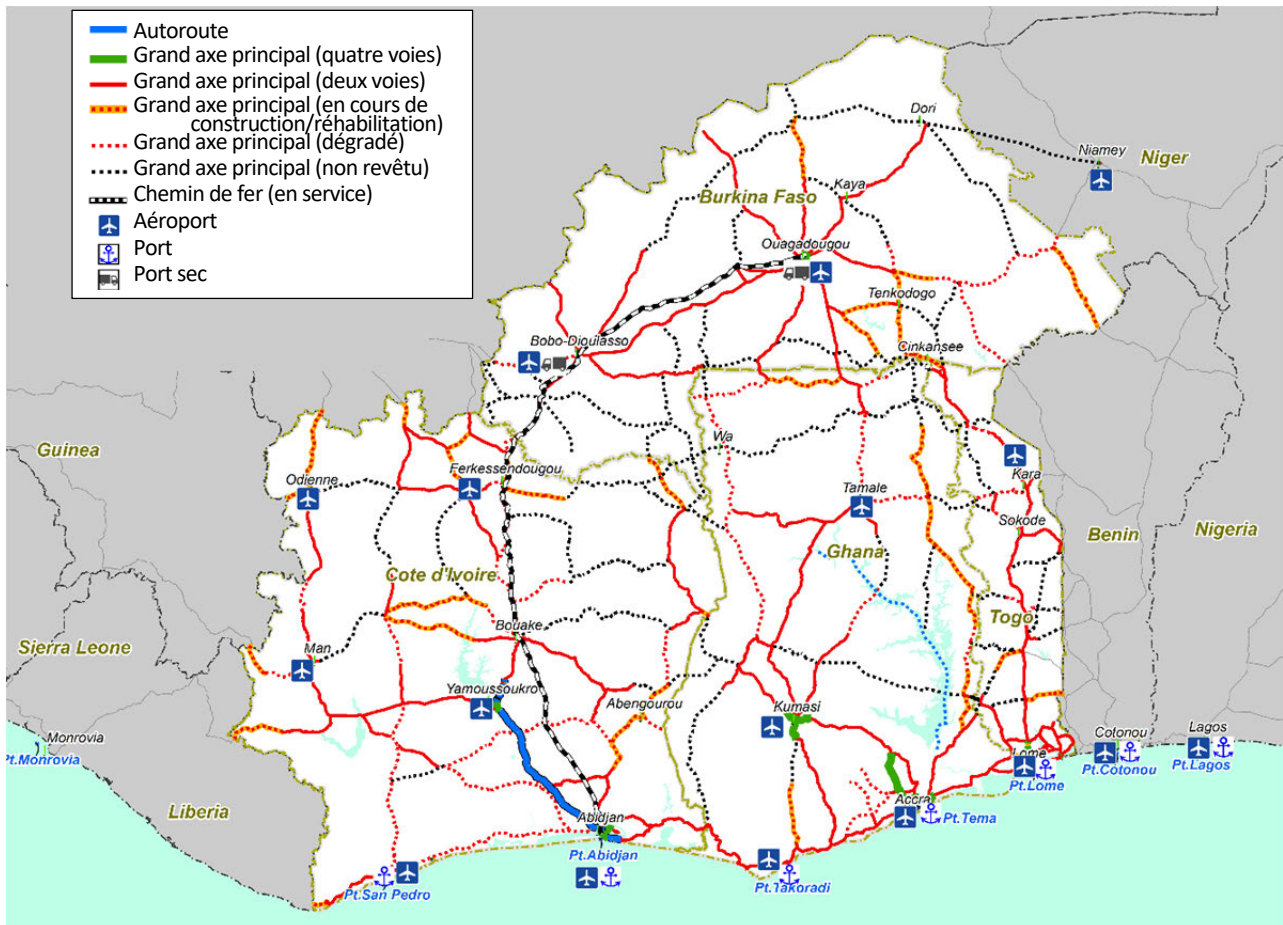 Autoroute
Grand axe principal (quatre voies)
Grand axe principal (deux voies)
Grand axe principal (en cours de
construction/réhabilitation)
Grand axe principal (dégradé)
Grand axe principal (non revêtu)
Chemin de fer (en service)
Aéroport
Port
Port sec
Dori
Niamey
Niger
Kaya
Burkina Faso
Ouagadougou
Tenkodogo
Bobo-Dioulasso
Cinkansee
Guinea
Wa
Ferkessendougou
Odienne
Kara
Tamale
Sokode
Benin
Nigeria
Ghana
Cote d'Ivoire
Togo
Bouake
Sierra Leone
Man
Yamoussoukro
Abengourou
Kumasi
Monrovia
Lagos
Cotonou
Lome
Pt.Monrovia
Pt.Cotonou
Pt.Lagos
Pt.Lome
Liberia
Accra
Abidjan
Pt.Tema
Pt.Abidjan
Pt.San Pedro
Pt.Takoradi